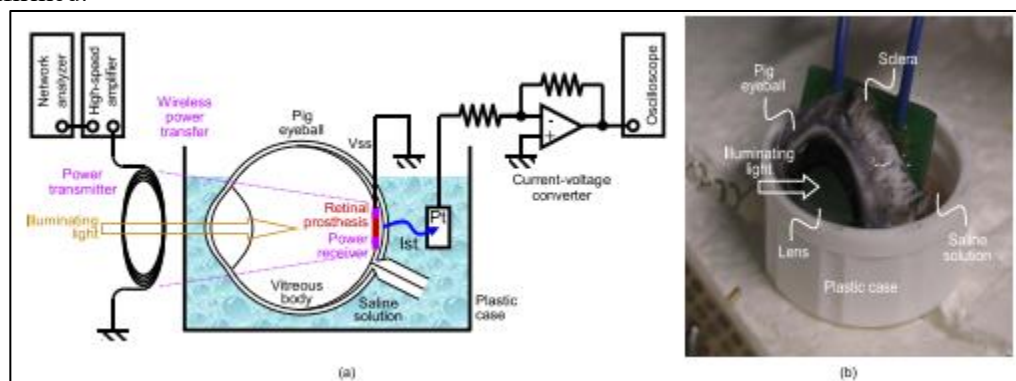 Network
analyzer
High-speed
amplifier
Wireless
power
transfer
Power
transmitter
Illuminating
light
Pig
eyeball
Vss
Retinal
prosthesis
Power
receiver
Ist
Pt
Vitreous
body
Saline
solution
Plastic
case
-
+
Current-voltage
converter
Oscilloscope
(a)
Pig
eyeball
Sclera
Illuminating
light
Lens
Saline
solution
Plastic case
(b)